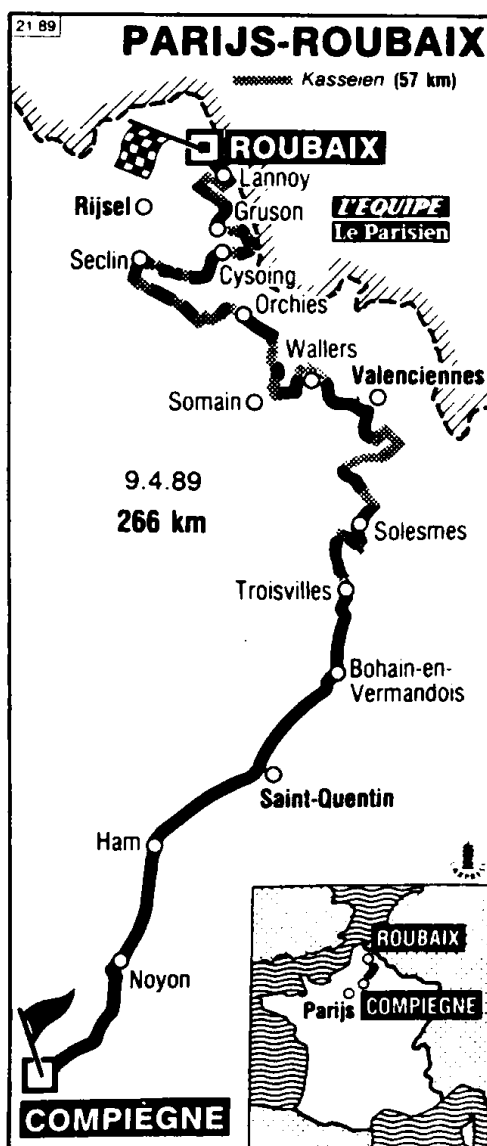 21 89
PARIJS-ROUBAIX
Kasseien (57 km)
ROUBAIX
Lannoy
Rijsel
Gruson
L'EQUIPE
Le Parisien
Seclin
Cysoing
Orchies
Wallers
Valenciennes
Somain
9.4.89
266 km
Solesmes
Troisvilles
Bohain-en-
Vermandois
Saint-Quentin
Ham
Noyon
COMPIÈGNE
ROUBAIX
Parijs
COMPIEGNE